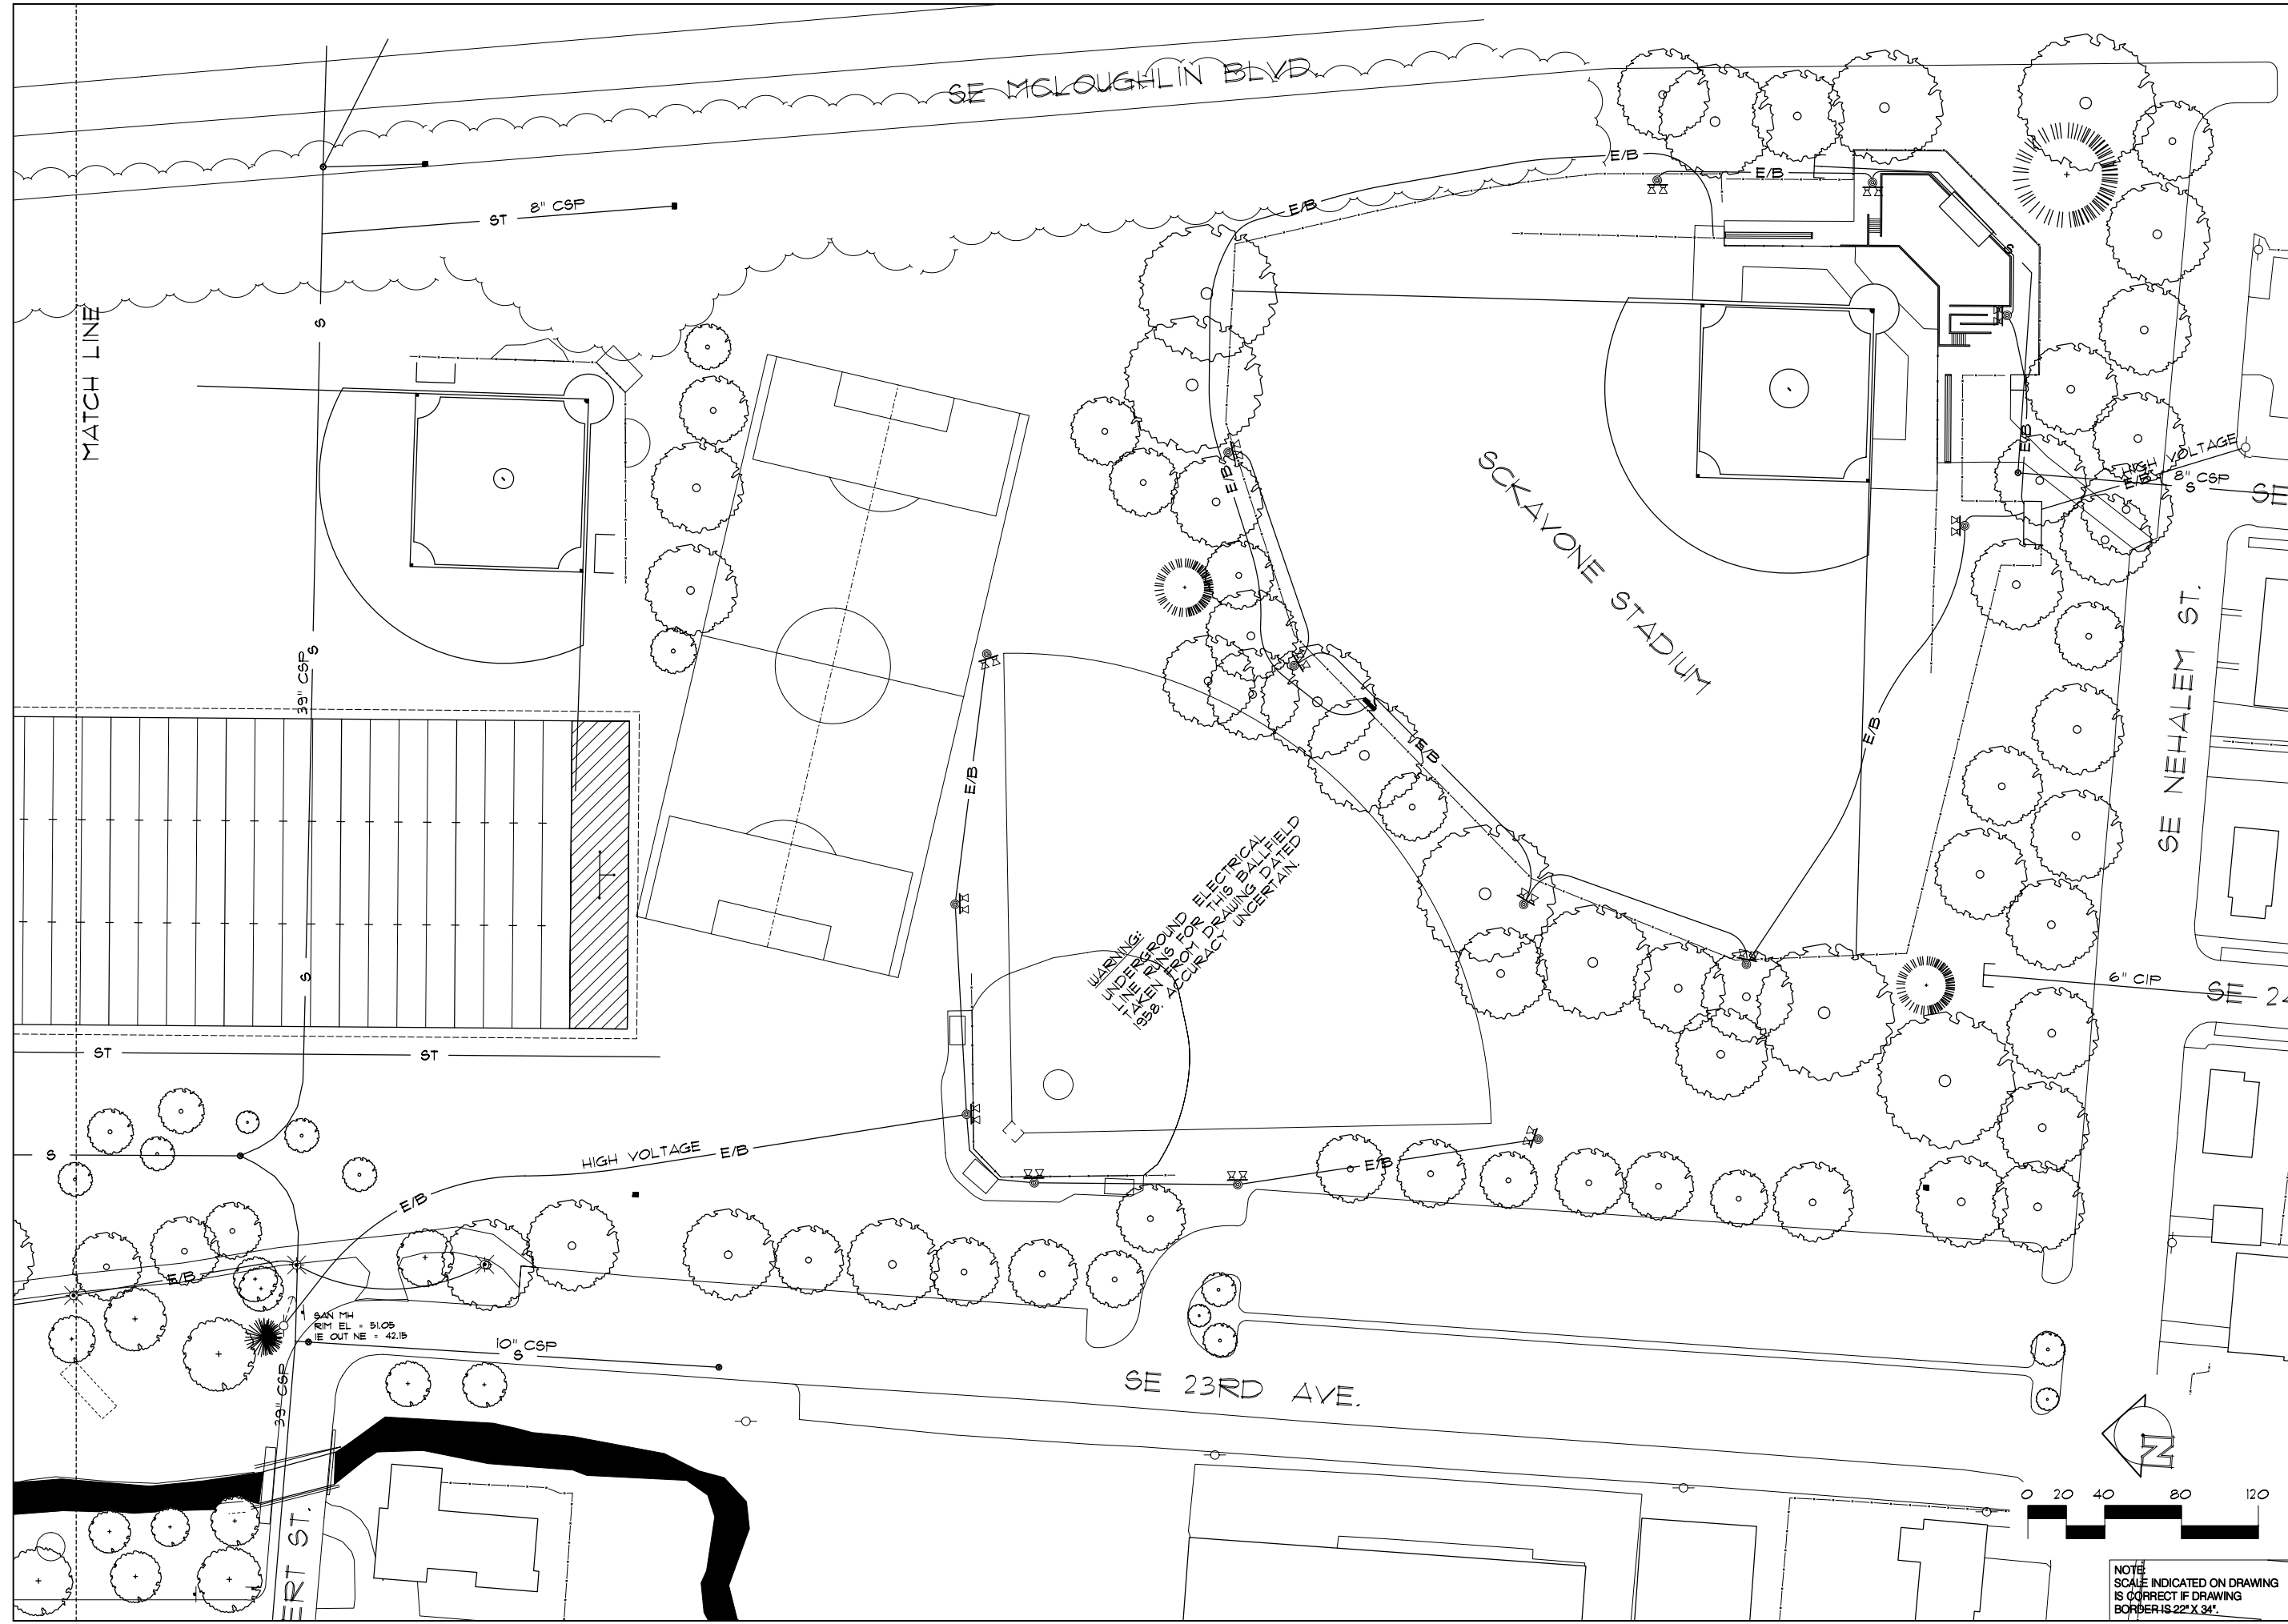 SE MCLOUGHLIN BLVD.
E/B
E/B
8" CSP
ST
E/B
S
MATCH LINE
S
E/B
E/B
HIGH VOLTAGE
E/B
8" CSP
S
SE
SCKAVONE STADIUM
39" CSP
S
SE NEHALEM ST.
E/B
E/B
E/B
WARNING:
UNDERGROUND ELECTRICAL
LINE RUNS FOR THIS BALLFIELD
TAKEN FROM DRAWING DATED
1958. ACCURACY UNCERTAIN.
S
6" CIP
SE 24
ST
ST
S
HIGH VOLTAGE
E/B
E/B
E/B
E/B
SAN MH
RIM EL = 51.05
IE OUT NE = 42.15
10" CSP
S
39" CSP
SE 23RD AVE.
N
0 20 40 80 120
ERT ST.
NOTE:
SCALE INDICATED ON DRAWING
IS CORRECT IF DRAWING
BORDER IS 22" X 34".